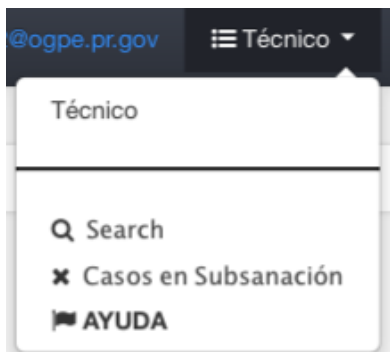 @ogpe.pr.gov Técnico
Técnico
Search
Casos en Subsanación
AYUDA